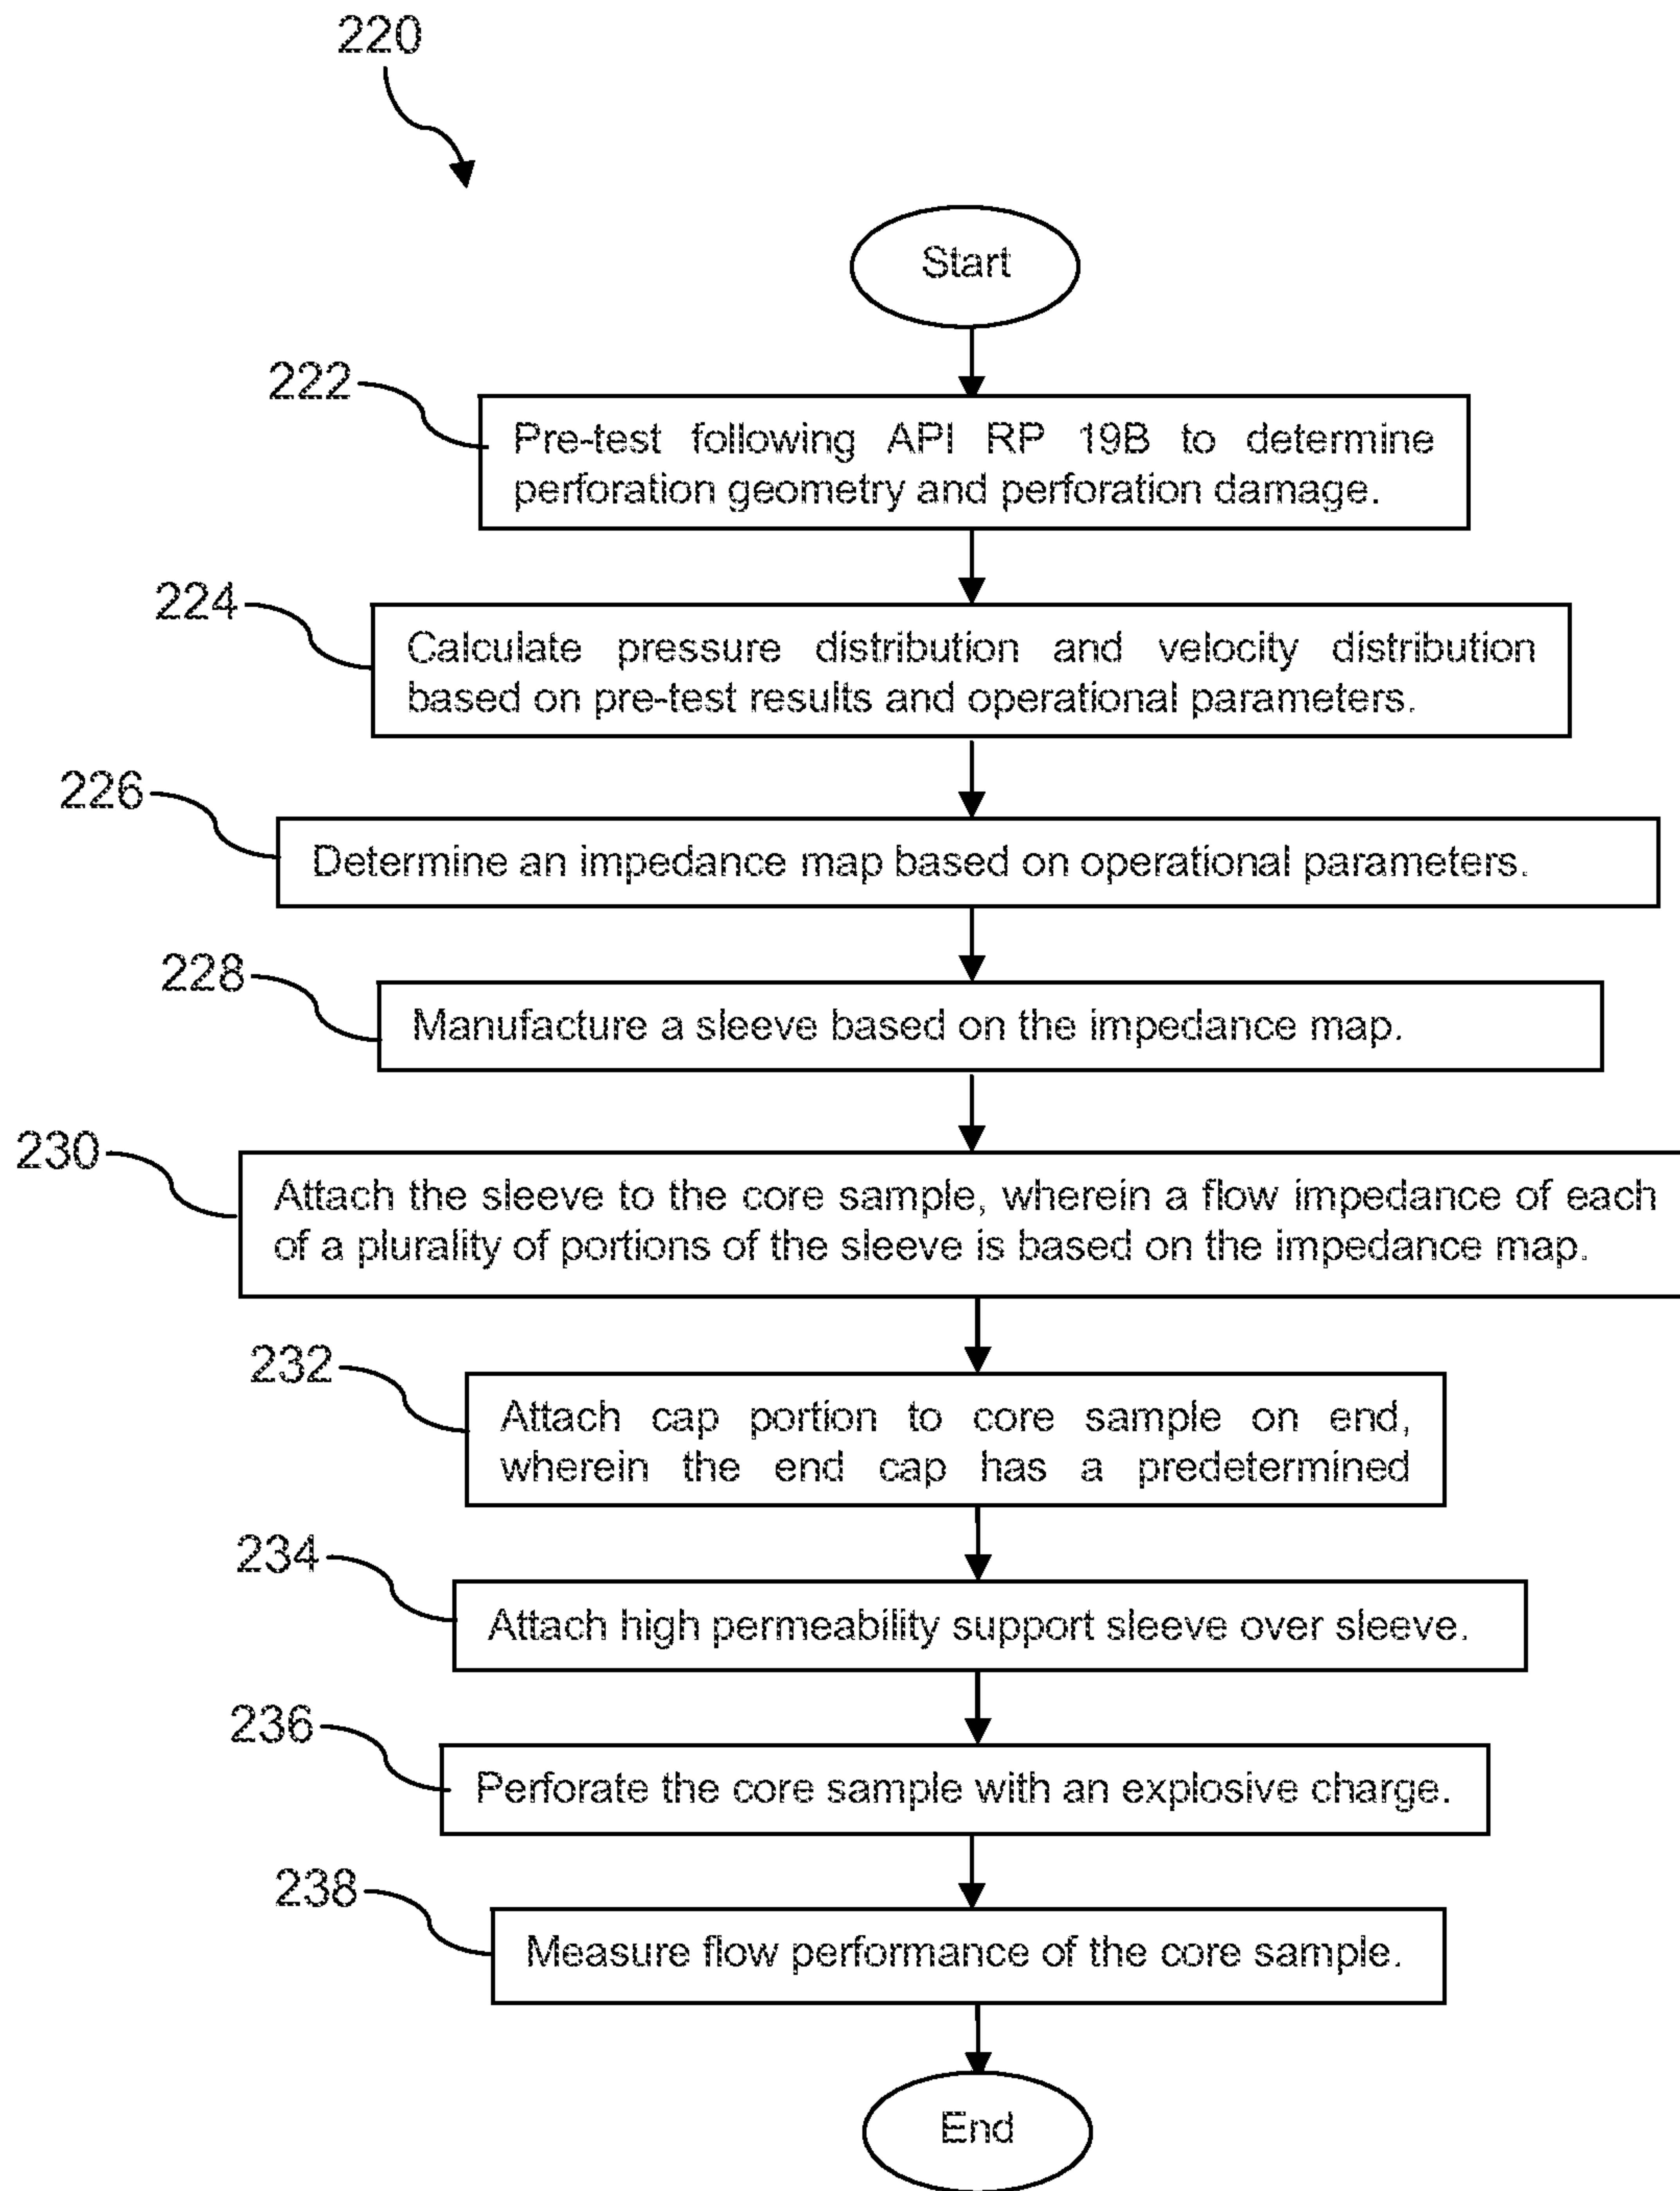 220
Start
222
Pre-test following API RP 19B to determine
perforation geometry and perforation damage.
224
Calculate pressure distribution and velocity distribution
based on pre-test results and operational parameters.
226
Determine an impedance map based on operational parameters.
228
Manufacture a sleeve based on the impedance map.
230
Attach the sleeve to the core sample, wherein a flow impedance of each
of a plurality of portions of the sleeve is based on the impedance map.
232
Attach cap portion to core sample on end,
wherein the end cap has a predetermined
234
Attach high permeability support sleeve over sleeve.
236
Perforate the core sample with an explosive charge.
238
Measure flow performance of the core sample.
End